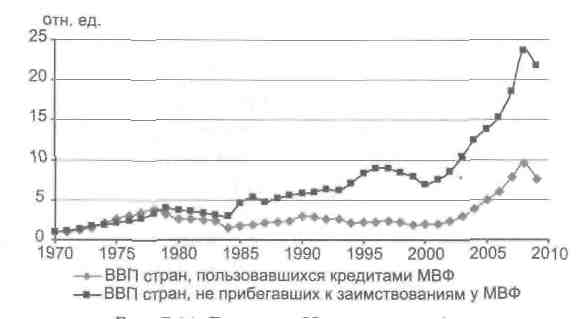 отн. ед.
25
20
15
10
5
0
1970 1975 1980 1985 1990 1995 2000 2005 2010
ВВП стран, пользовавшихся кредитами МВФ
ВВП стран, не прибегавших к заимствованиям у МВФ